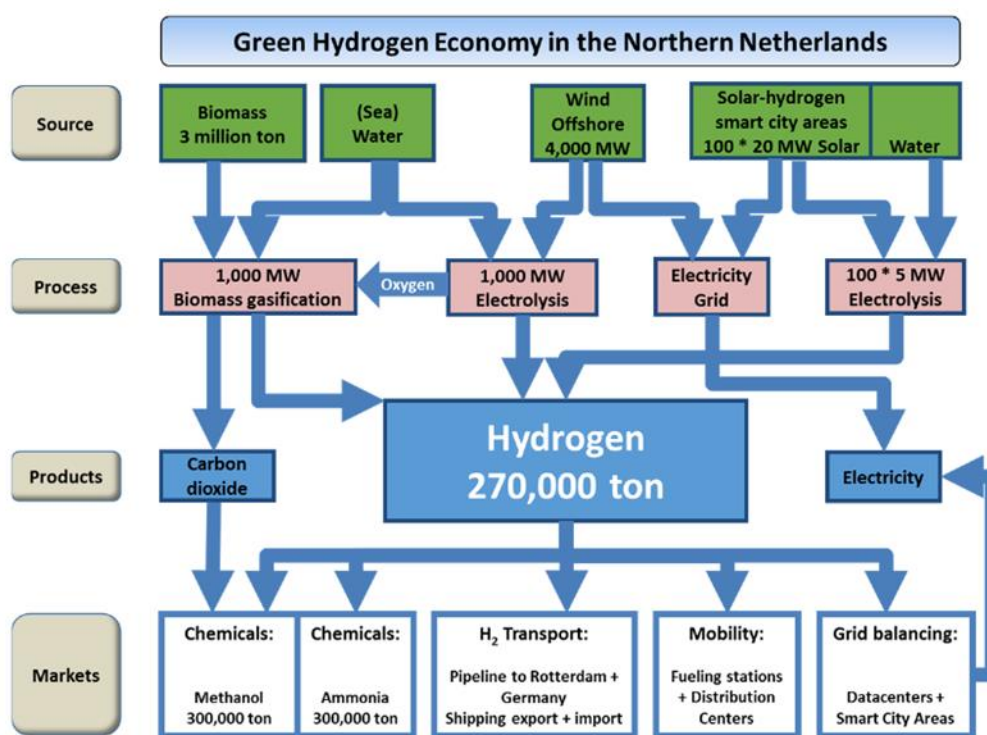 Green Hydrogen Economy in the Northern Netherlands
Source
Biomass
3 million ton
(Sea)
Water
Wind
Offshore
4,000 MW
Solar-hydrogen
smart city areas
100 * 20 MW Solar
Water
Process
1,000 MW
Biomass gasification
Oxygen
1,000 MW
Electrolysis
Electricity
Grid
100 * 5 MW
Electrolysis
Products
Carbon
dioxide
Hydrogen
270,000 ton
Electricity
Markets
Chemicals:
Methanol
300,000 ton
Chemicals:
Ammonia
300,000 ton
H₂ Transport:
Pipeline to Rotterdam +
Germany
Shipping export + import
Mobility:
Fueling stations
+ Distribution
Centers
Grid balancing:
Datacenters +
Smart City Areas